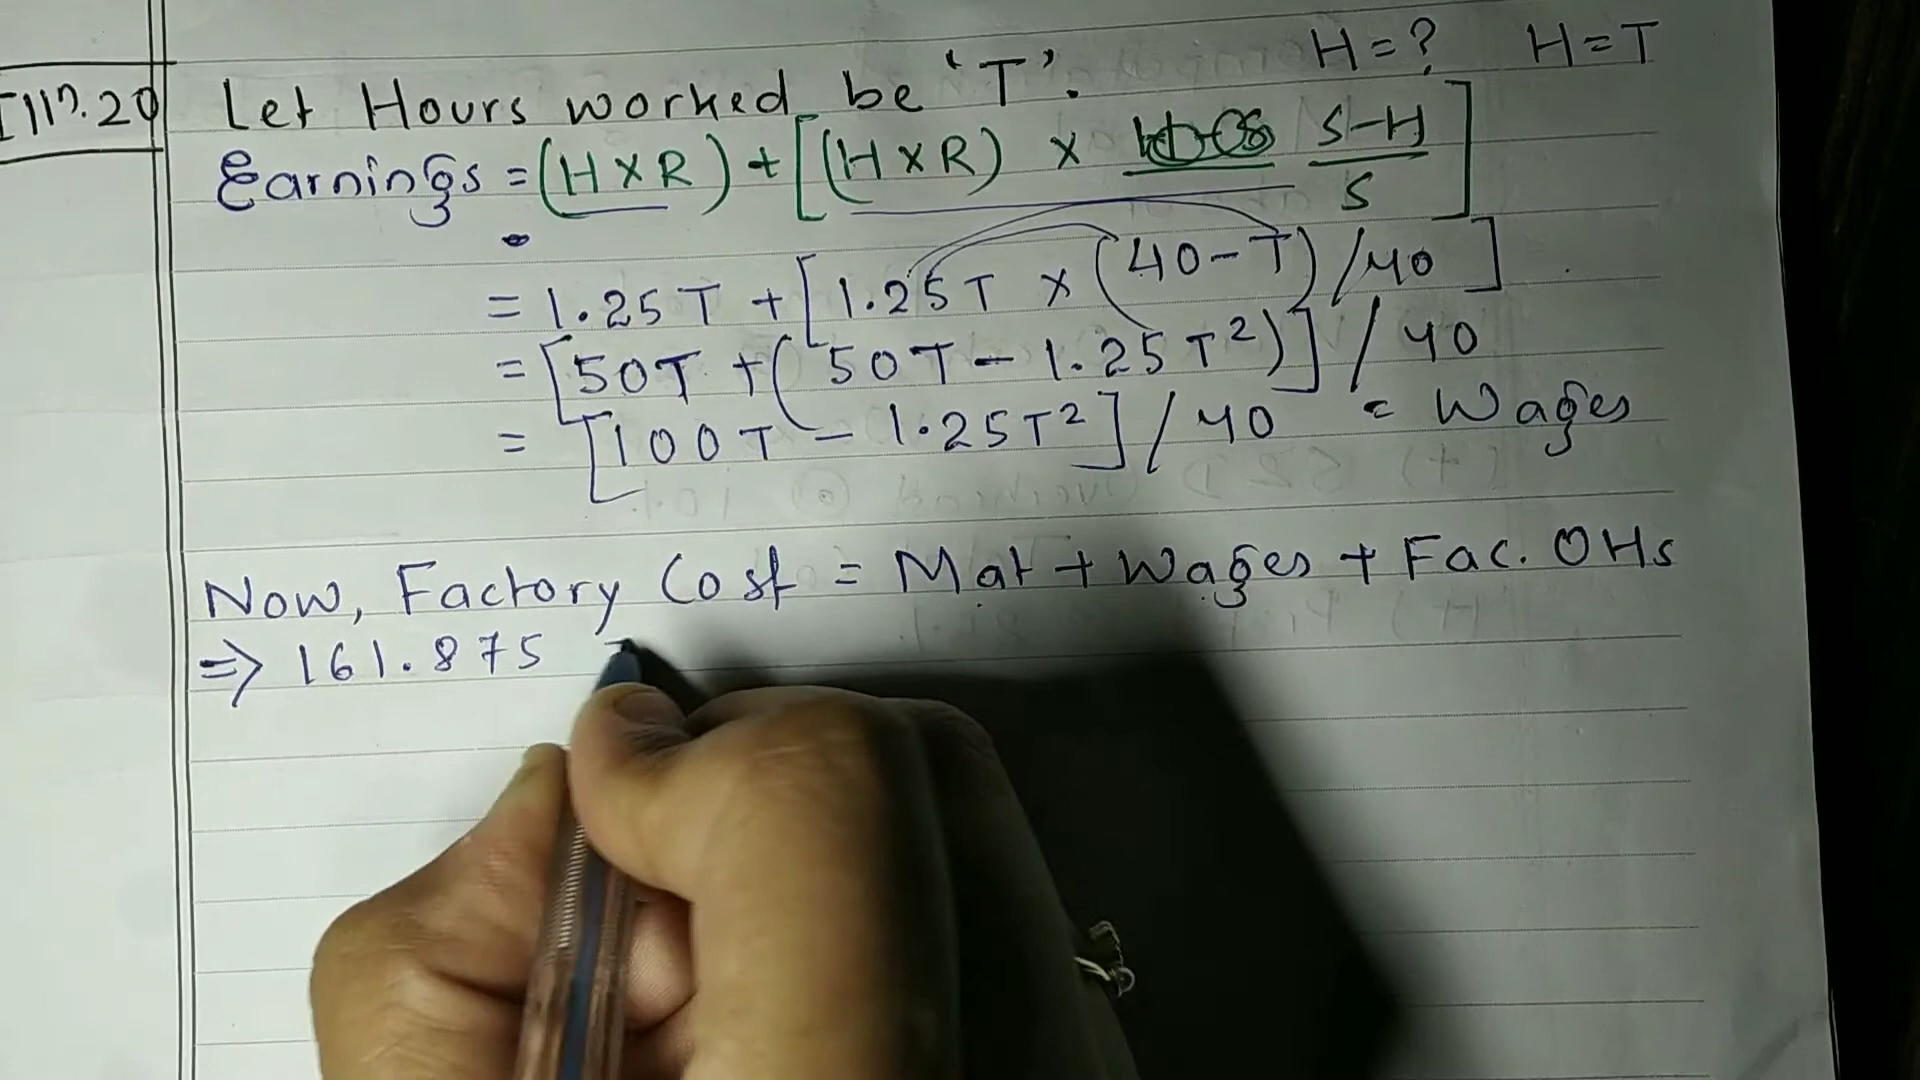 H=? H=T
Ill?.20 Let Hours worked be 'T'.
Earnings = (H×R) + [(H×R) × S-H / S]
= 1.25T + [1.25T × (40-T)/40]
= [50T + (50T - 1.25T²)] / 40
= [100T - 1.25T²] / 40 = Wages
Now, Factory Cost = Mat + Wages + Fac. OHs
⇒ 161.875